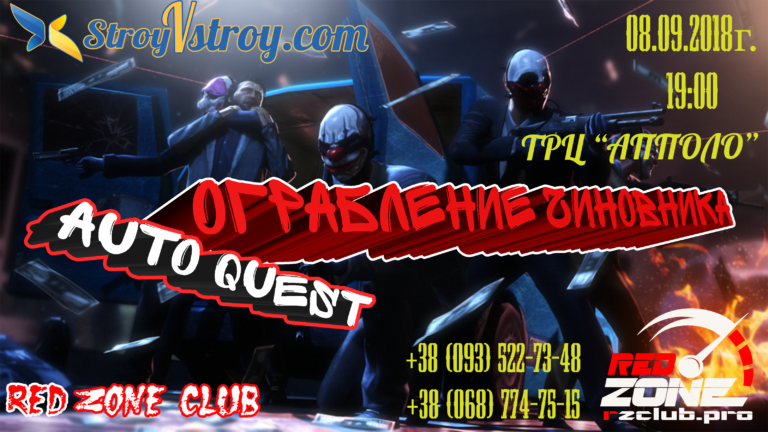 StroyVstroy.com
08.09.2018г.
19:00
ТРЦ “АППОЛО”
ОГРАБЛЕНИЕ ЧИНОВНИКА
AUTO QUEST
+38 (093) 522-73-48
+38 (068) 774-75-15
RED ZONE CLUB
RED
ZONE
rzclub.pro